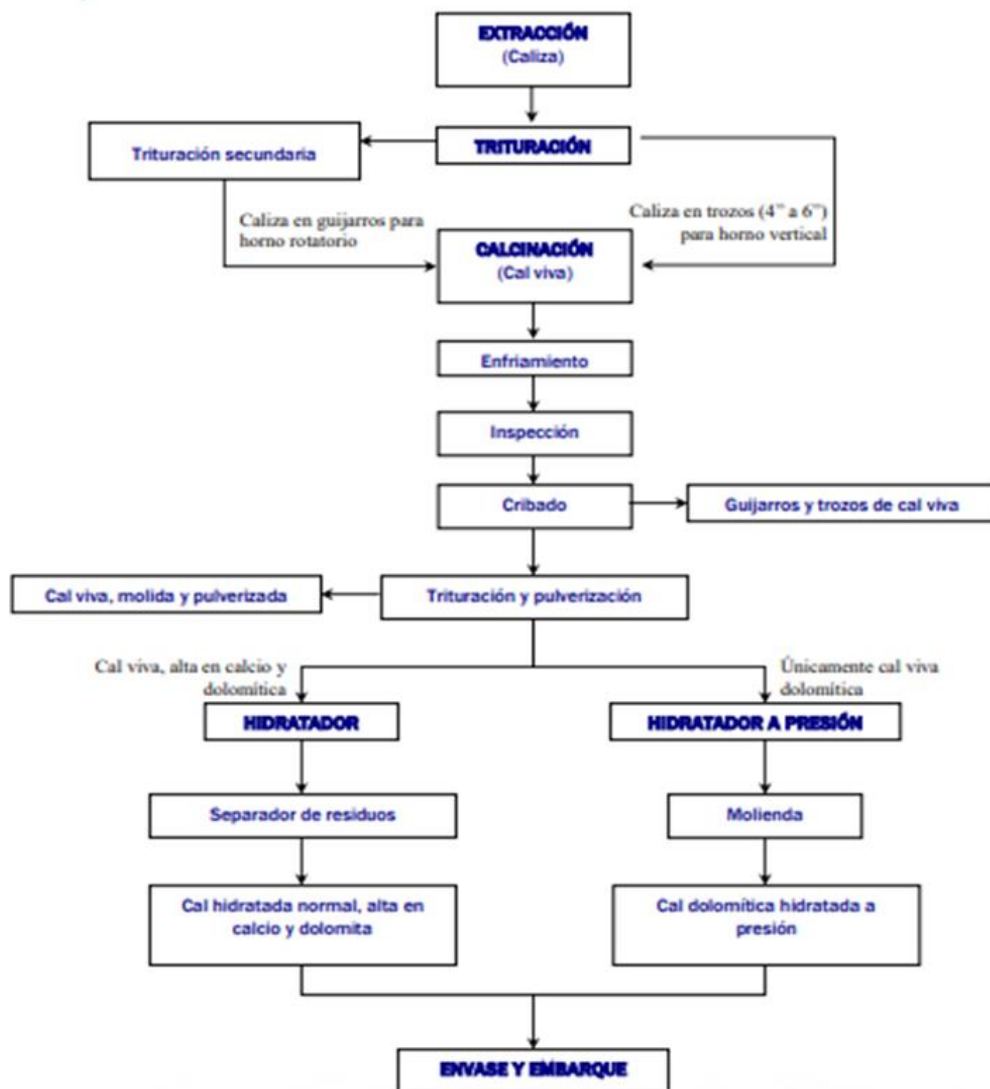 EXTRACCIÓN
(Caliza)
TRITURACIÓN
Trituración secundaria
Caliza en guijarros para
horno rotatorio
Caliza en trozos (4” a 6”)
para horno vertical
CALCINACIÓN
(Cal viva)
Enfriamiento
Inspección
Cribado
Guijarros y trozos de cal viva
Cal viva, molida y pulverizada
Trituración y pulverización
Cal viva, alta en calcio y
dolomítica
Únicamente cal viva
dolomítica
HIDRATADOR
HIDRATADOR A PRESIÓN
Separador de residuos
Molienda
Cal hidratada normal, alta en
calcio y dolomita
Cal dolomítica hidratada a
presión
ENVASE Y EMBARQUE